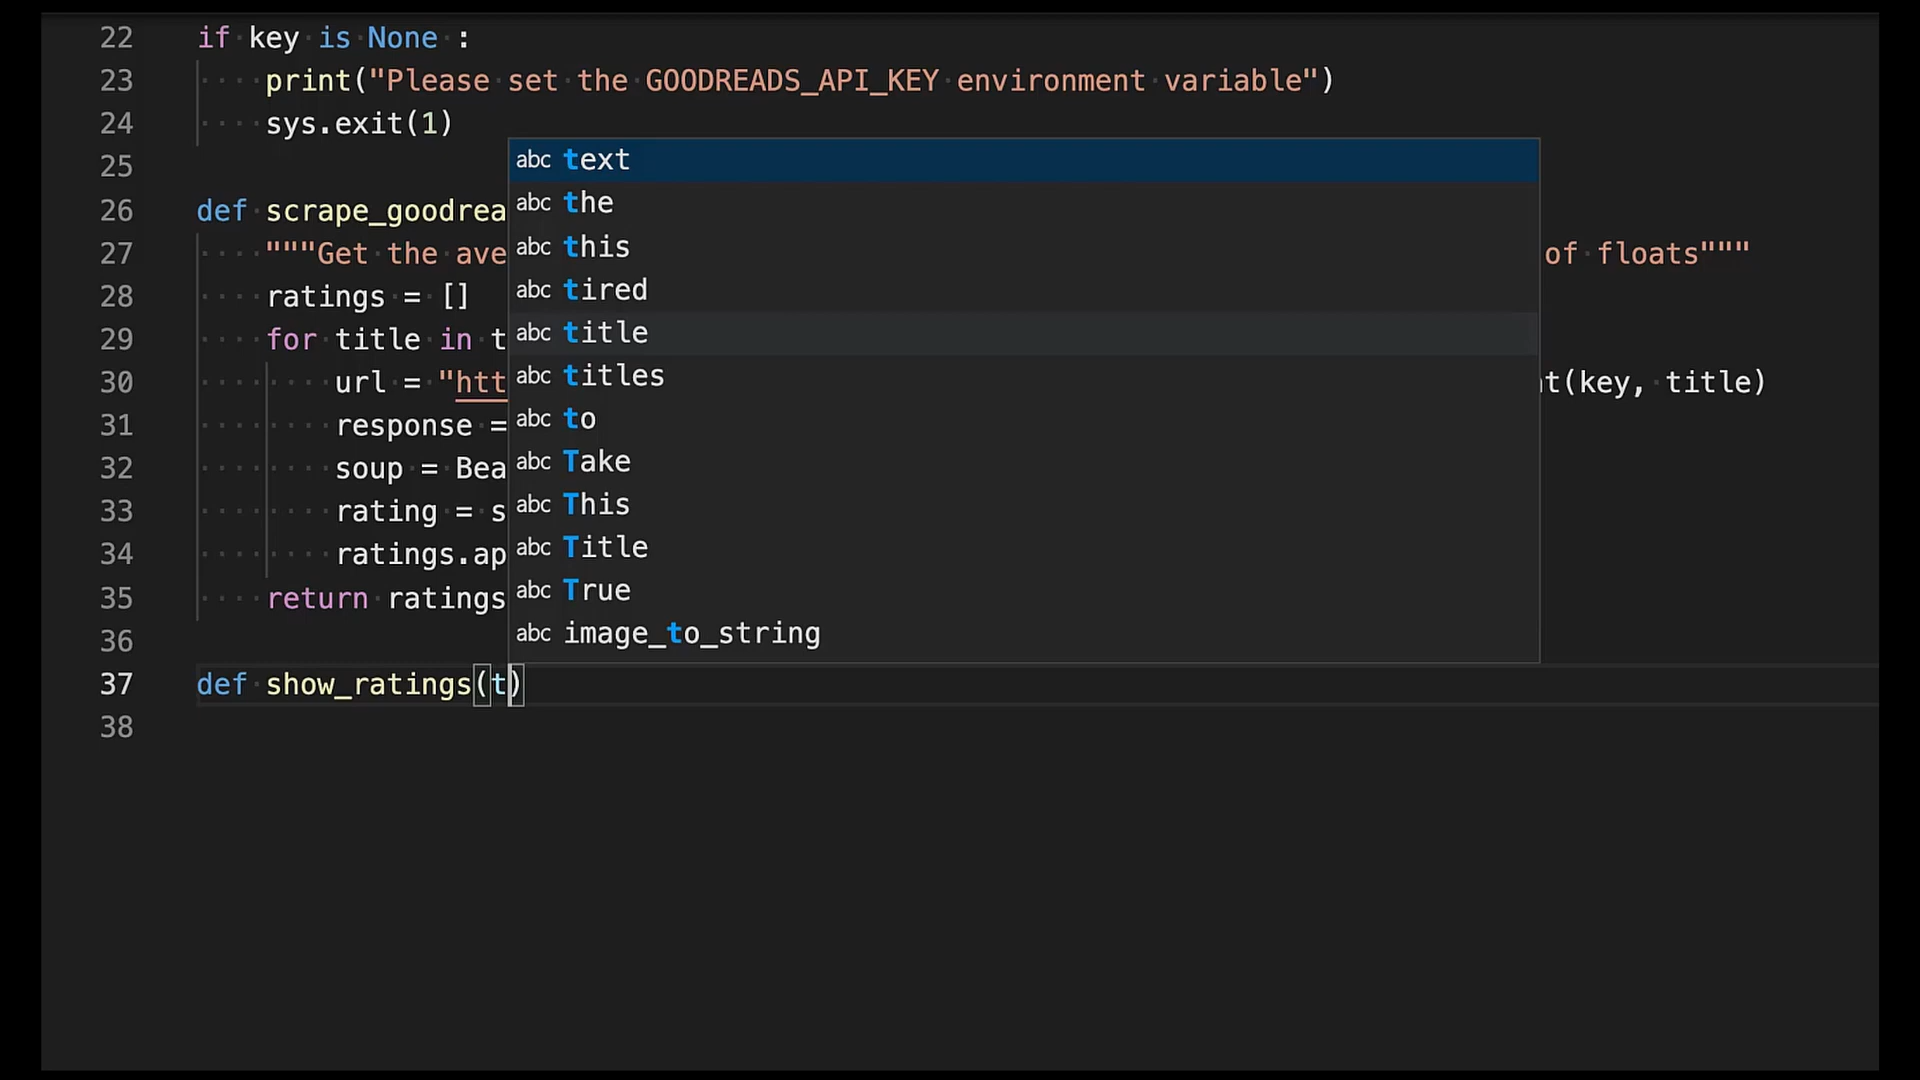 22 if key is None :
23 print("Please set the GOODREADS_API_KEY environment variable")
24 sys.exit(1)
25
26 def scrape_goodrea
27 """Get the ave of floats"""
28 ratings = []
29 for title in t
30 url = "htt t(key, title)
31 response =
32 soup = Bea
33 rating = s
34 ratings.ap
35 return ratings
36
37 def show_ratings(t)
38
abc text
abc the
abc this
abc tired
abc title
abc titles
abc to
abc Take
abc This
abc Title
abc True
abc image_to_string